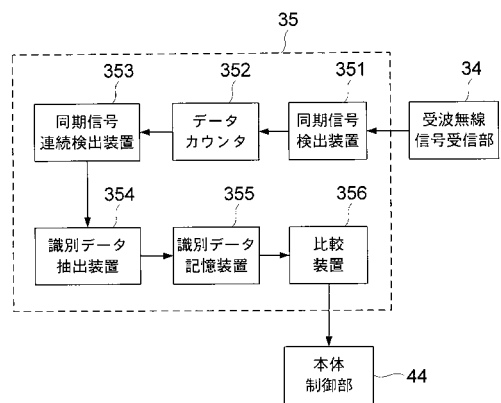 35
353
352
351
34
同期信号
連続検出装置
データ
カウンタ
同期信号
検出装置
受波無線
信号受信部
354
355
356
識別データ
抽出装置
識別データ
記憶装置
比較
装置
本体
制御部
44